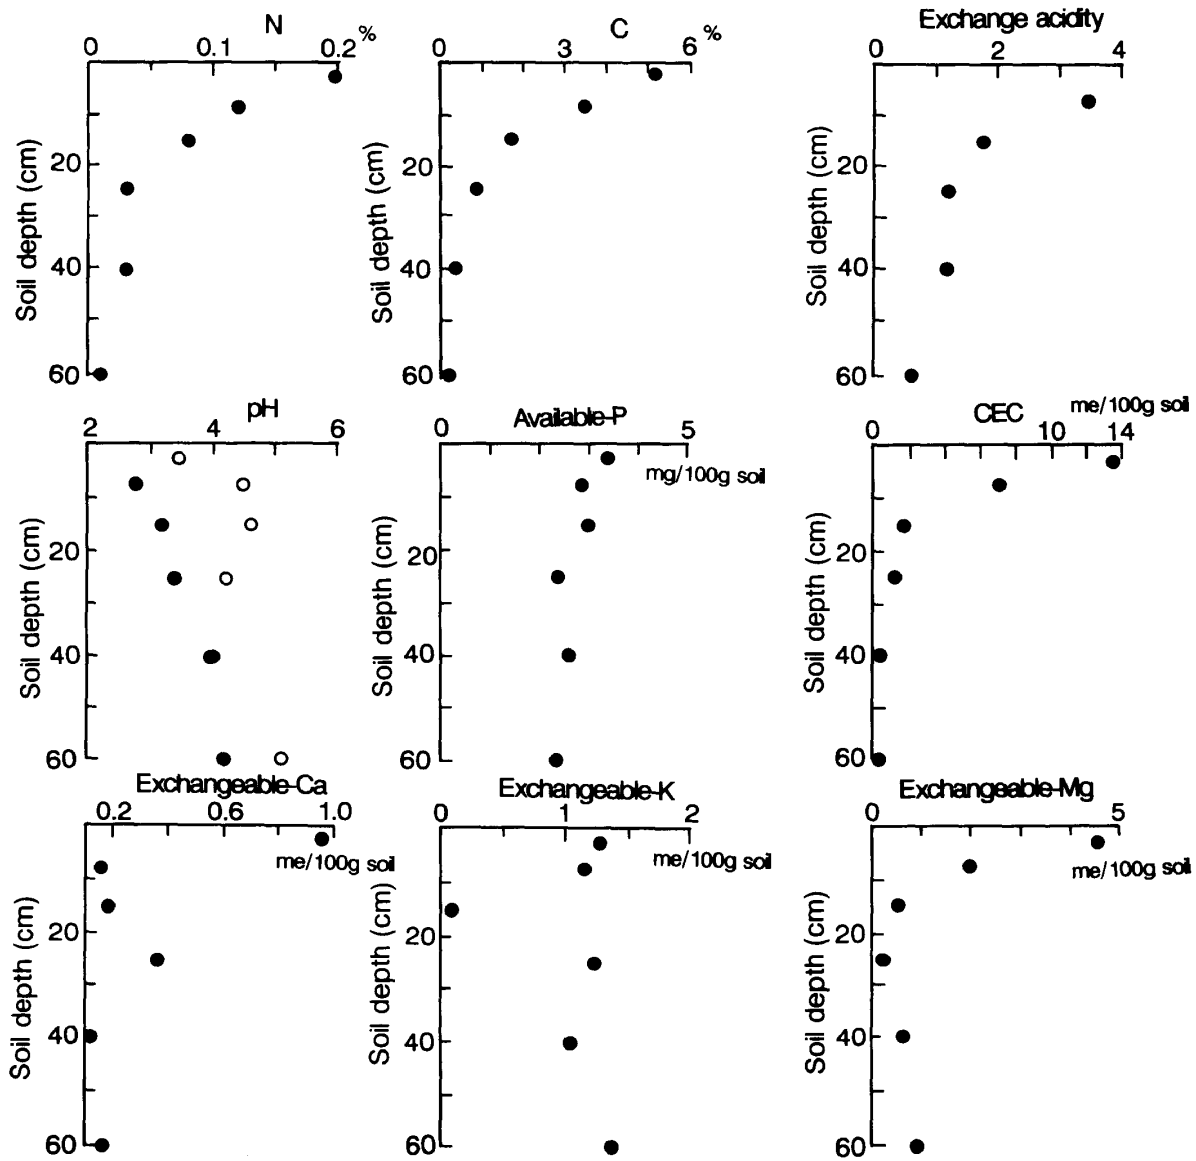 N
0 0.1 0.2 %
Soil depth (cm)
20
40
60
C
0 3 6 %
Soil depth (cm)
20
40
60
Exchange acidity
0 2 4
Soil depth (cm)
20
40
60
pH
2 4 6
Soil depth (cm)
20
40
60
Available-P
0 5
mg/100g soil
Soil depth (cm)
20
40
60
CEC me/100g soil
0 10 14
Soil depth (cm)
20
40
60
Exchangeable-Ca
0.2 0.6 1.0
me/100g soil
Soil depth (cm)
20
40
60
Exchangeable-K
0 1 2
me/100g soil
Soil depth (cm)
20
40
60
Exchangeable-Mg
0 5
me/100g soil
Soil depth (cm)
20
40
60